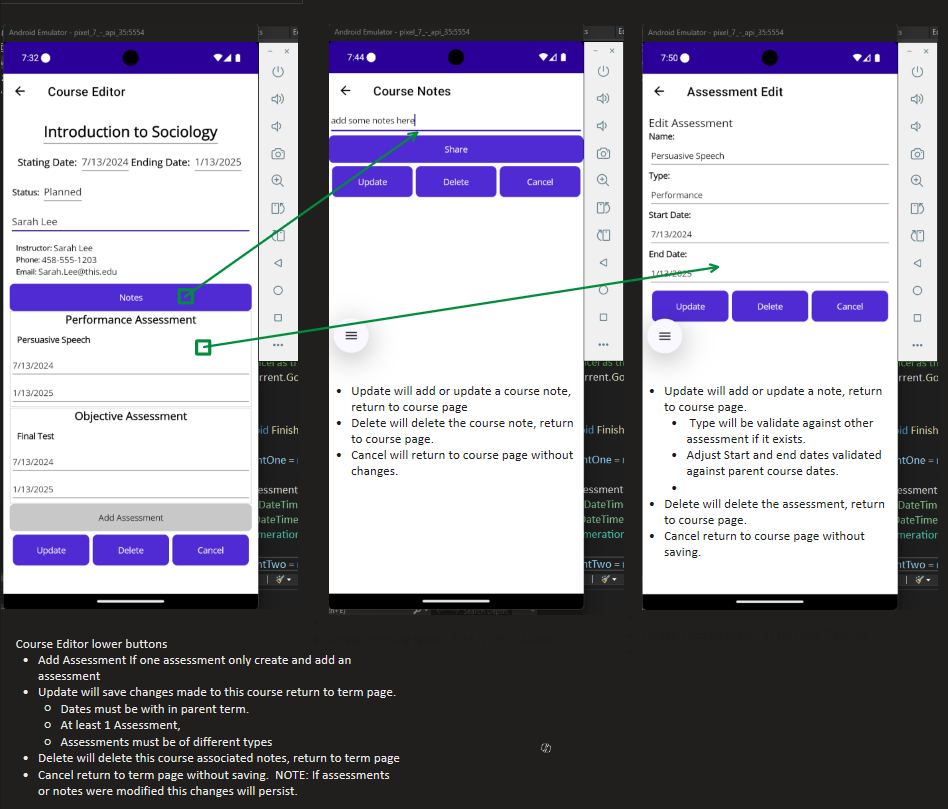 Android Emulator - pixel_7_-_api_35:5554
7:32
Course Editor
Introduction to Sociology
Stating Date: 7/13/2024 Ending Date: 1/13/2025
Status: Planned
Sarah Lee
Instructor: Sarah Lee
Phone: 458-555-1203
Email: Sarah.Lee@this.edu
Notes
Performance Assessment
Persuasive Speech
7/13/2024
1/13/2025
Objective Assessment
Final Test
7/13/2024
1/13/2025
Add Assessment
Update Delete Cancel
Android Emulator - pixel_7_-_api_35:5554
7:44
Course Notes
add some notes here
Share
Update Delete Cancel
• Update will add or update a course note,
return to course page
• Delete will delete the course note, return
to course page.
• Cancel will return to course page without
changes.
Android Emulator - pixel_7_-_api_35:5554
7:50
Assessment Edit
Edit Assessment
Name:
Persuasive Speech
Type:
Performance
Start Date:
7/13/2024
End Date:
1/13/2025
Update Delete Cancel
• Update will add or update a note, return
to course page.
• Type will be validate against other
assessment if it exists.
• Adjust Start and end dates validated
against parent course dates.
•
• Delete will delete the assessment, return
to course page.
• Cancel return to course page without
saving.
Course Editor lower buttons
• Add Assessment If one assessment only create and add an
assessment
• Update will save changes made to this course return to term page.
o Dates must be with in parent term.
o At least 1 Assessment,
o Assessments must be of different types
• Delete will delete this course associated notes, return to term page
• Cancel return to term page without saving. NOTE: If assessments
or notes were modified this changes will persist.